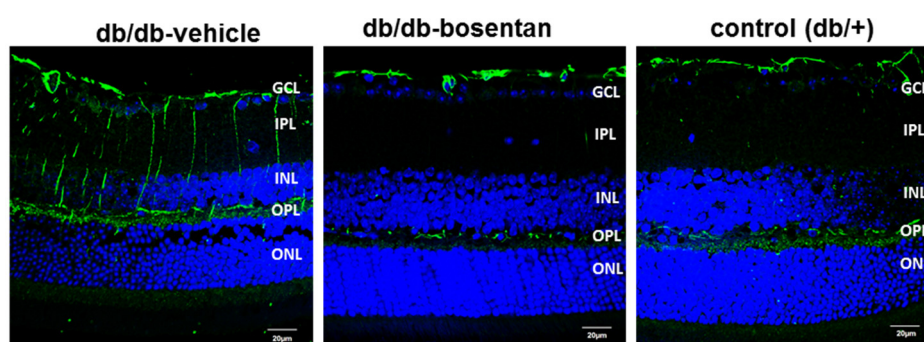 db/db-vehicle
db/db-bosentan
control (db/+)
GCL
IPL
INL
OPL
ONL
20µm
GCL
IPL
INL
OPL
ONL
20µm
GCL
IPL
INL
OPL
ON
20µm